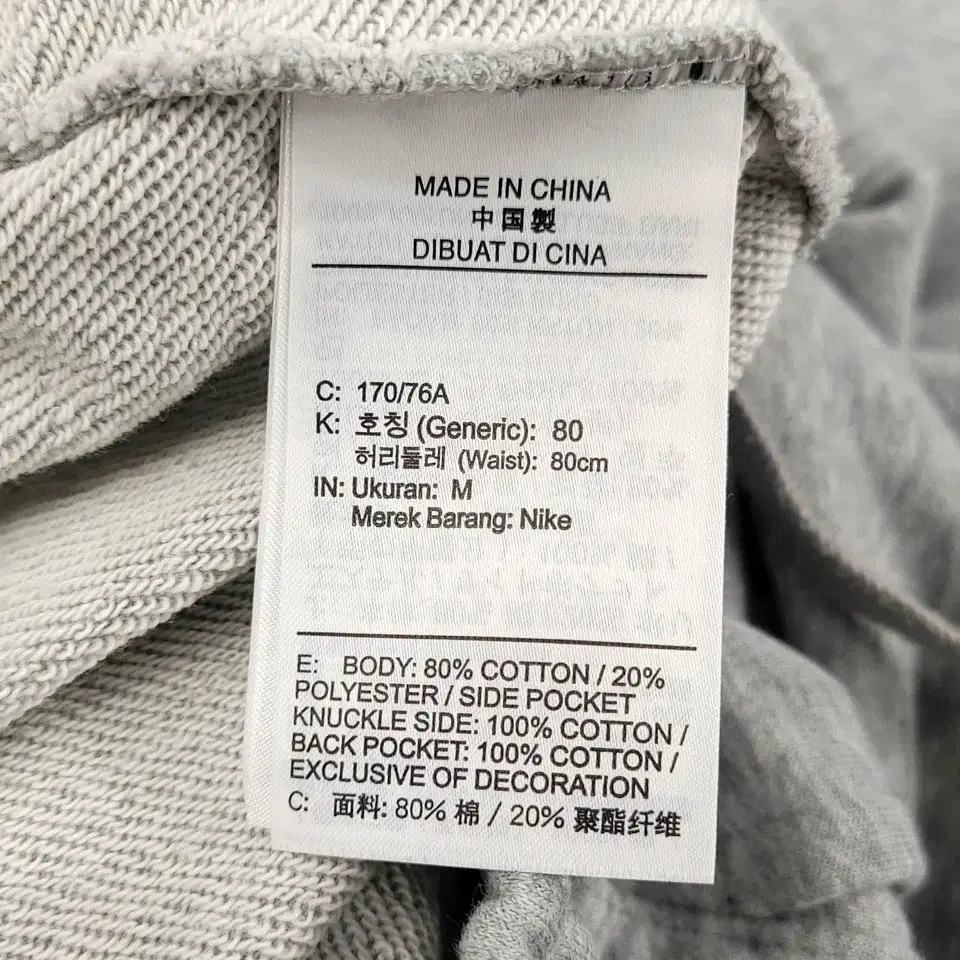 MADE IN CHINA
中国製
DIBUAT DI CINA
C: 170/76A
K: 호칭 (Generic): 80
허리둘레 (Waist): 80cm
IN: Ukuran: M
Merek Barang: Nike
E: BODY: 80% COTTON / 20%
POLYESTER / SIDE POCKET
KNUCKLE SIDE: 100% COTTON /
BACK POCKET: 100% COTTON /
EXCLUSIVE OF DECORATION
C: 面料: 80% 棉 / 20% 聚酯纤维